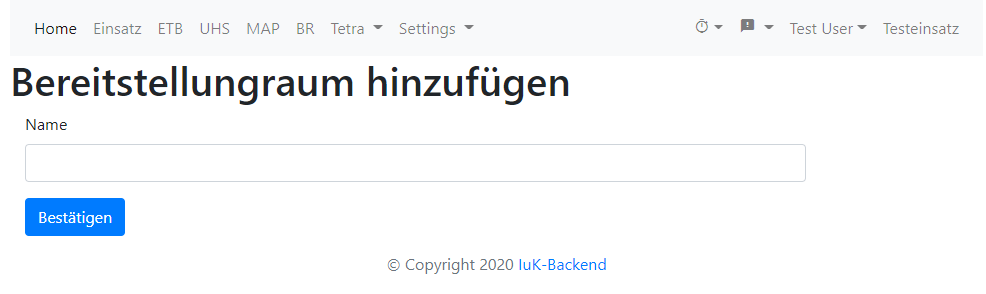 Home Einsatz ETB UHS MAP BR Tetra Settings Test User Testeinsatz
Bereitstellungraum hinzufügen
Name
Bestätigen
© Copyright 2020 IuK-Backend